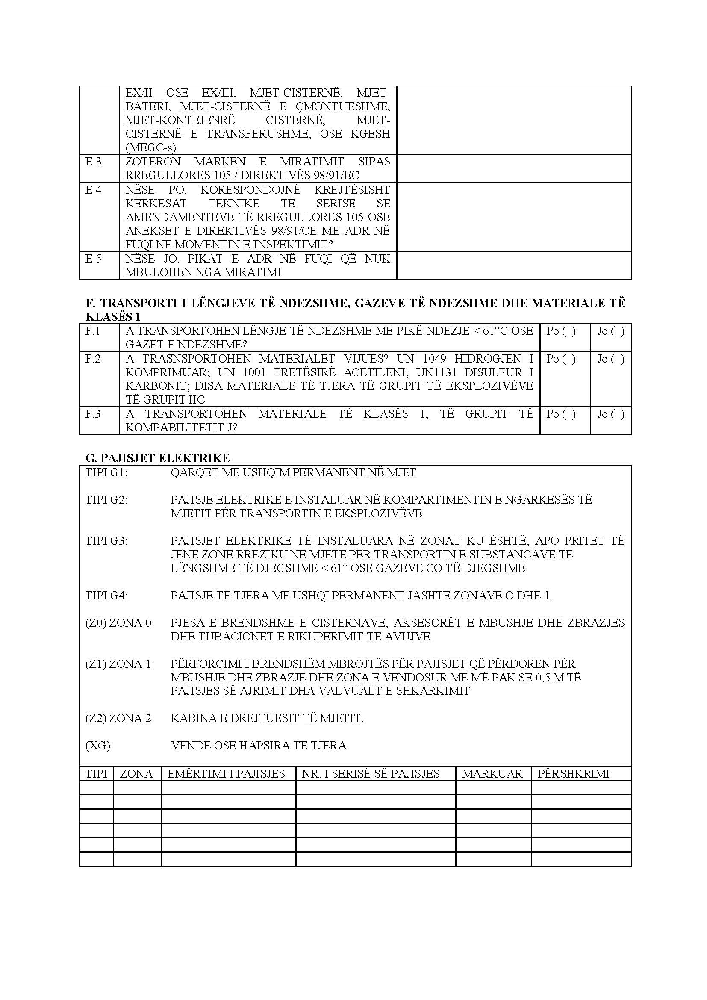 EX/II OSE EX/III, MJET-CISTERNË, MJET-
BATERI, MJET-CISTERNË E ÇMONTUESHME,
MJET-KONTEJENRË CISTERNË, MJET-
CISTERNË E TRANSFERUSHME, OSE KGESH
(MEGC-s)
E.3 ZOTËRON MARKËN E MIRATIMIT SIPAS
RREGULLORES 105 / DIREKTIVËS 98/91/EC
E.4 NËSE PO. KORESPONDOJNË KREJTËSISHT
KËRKESAT TEKNIKE TË SERISË SË
AMENDAMENTEVE TË RREGULLORES 105 OSE
ANEKSET E DIREKTIVËS 98/91/CE ME ADR NË
FUQI NË MOMENTIN E INSPEKTIMIT?
E.5 NËSE JO. PIKAT E ADR NË FUQI QË NUK
MBULOHEN NGA MIRATIMI
F. TRANSPORTI I LËNGJEVE TË NDEZSHME, GAZEVE TË NDEZSHME DHE MATERIALE TË
KLASËS 1
F.1 A TRANSPORTOHEN LËNGJE TË NDEZSHME ME PIKË NDEZJE < 61°C OSE Po ( ) Jo ( )
GAZET E NDEZSHME?
F.2 A TRASNSPORTOHEN MATERIALET VIJUES? UN 1049 HIDROGJEN I Po ( ) Jo ( )
KOMPRIMUAR; UN 1001 TRETËSIRË ACETILENI; UN1131 DISULFUR I
KARBONIT; DISA MATERIALE TË TJERA TË GRUPIT TË EKSPLOZIVËVE
TË GRUPIT IIC
F.3 A TRANSPORTOHEN MATERIALE TË KLASËS 1, TË GRUPIT TË Po ( ) Jo ( )
KOMPABILITETIT J?
G. PAJISJET ELEKTRIKE
TIPI G1: QARQET ME USHQIM PERMANENT NË MJET
TIPI G2: PAJISJE ELEKTRIKE E INSTALUAR NË KOMPARTIMENTIN E NGARKESËS TË
MJETIT PËR TRANSPORTIN E EKSPLOZIVËVE
TIPI G3: PAJISJET ELEKTRIKE TË INSTALUARA NË ZONAT KU ËSHTË, APO PRITET TË
JENË ZONË RREZIKU NË MJETE PËR TRANSPORTIN E SUBSTANCAVE TË
LËNGSHME TË DJEGSHME < 61° OSE GAZEVE CO TË DJEGSHME
TIPI G4: PAJISJE TË TJERA ME USHQI PERMANENT JASHTË ZONAVE O DHE 1.
(Z0) ZONA 0: PJESA E BRENDSHME E CISTERNAVE, AKSESORËT E MBUSHJE DHE ZBRAZJES
DHE TUBACIONET E RIKUPERIMIT TË AVUJVE.
(Z1) ZONA 1: PËRFORCIMI I BRENDSHËM MBROJTËS PËR PAJISJET QË PËRDOREN PËR
MBUSHJE DHE ZBRAZJE DHE ZONA E VENDOSUR ME MË PAK SE 0,5 M TË
PAJISJES SË AJRIMIT DHA VALVUALT E SHKARKIMIT
(Z2) ZONA 2: KABINA E DREJTUESIT TË MJETIT.
(XG): VËNDE OSE HAPSIRA TË TJERA
TIPI ZONA EMËRTIMI I PAJISJES NR. I SERISË SË PAJISJES MARKUAR PËRSHKRIMI